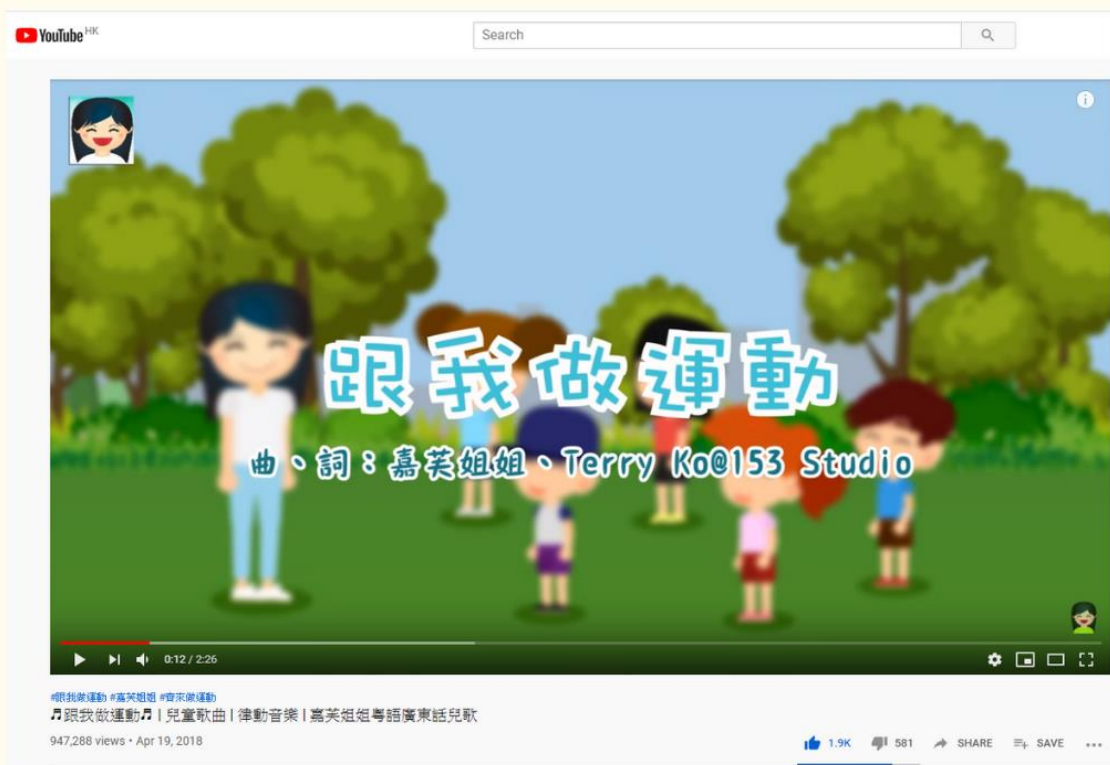 YouTube HK
Search
跟我做運動
曲、詞：嘉芙姐姐、Terry Ko@153 Studio
0:12 / 2:26
#跟我做運動 #嘉芙姐姐 #齊來做運動
♬跟我做運動♬ | 兒童歌曲 | 律動音樂 | 嘉芙姐姐粵語廣東話兒歌
947,288 views • Apr 19, 2018
1.9K 581 SHARE SAVE